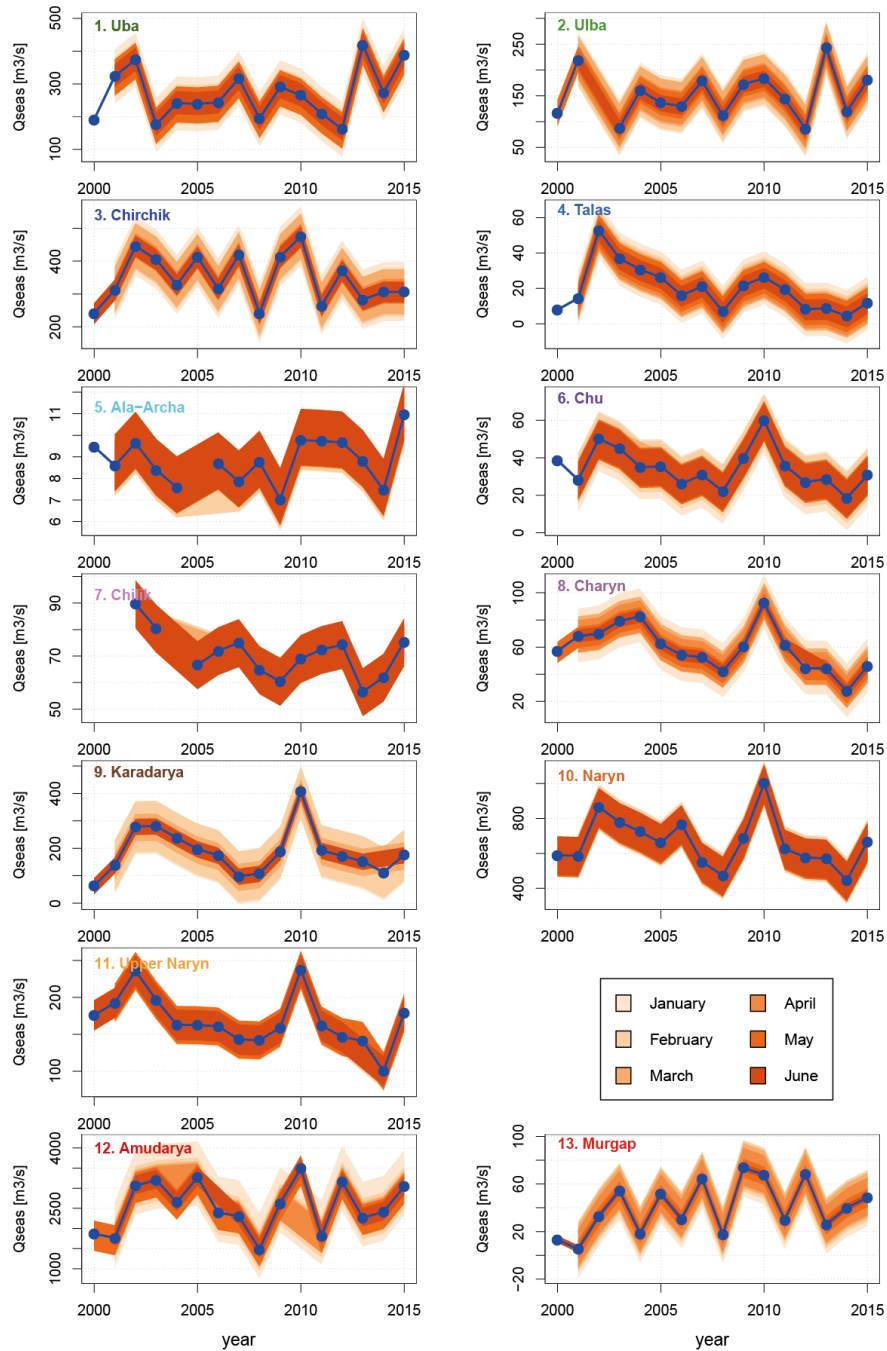 1. Uba
Qseas [m3/s]
100 300 500
2000 2005 2010 2015
2. Ulba
Qseas [m3/s]
50 150 250
2000 2005 2010 2015
3. Chirchik
Qseas [m3/s]
200 400
2000 2005 2010 2015
4. Talas
Qseas [m3/s]
0 20 40 60
2000 2005 2010 2015
5. Ala−Archa
Qseas [m3/s]
6 7 8 9 11
2000 2005 2010 2015
6. Chu
Qseas [m3/s]
0 20 40 60
2000 2005 2010 2015
7. Chilik
Qseas [m3/s]
50 70 90
2000 2005 2010 2015
8. Charyn
Qseas [m3/s]
20 60 100
2000 2005 2010 2015
9. Karadarya
Qseas [m3/s]
0 200 400
2000 2005 2010 2015
10. Naryn
Qseas [m3/s]
400 800
2000 2005 2010 2015
11. Upper Naryn
Qseas [m3/s]
100 200
2000 2005 2010 2015
January
February
March
April
May
June
12. Amudarya
Qseas [m3/s]
1000 2500 4000
2000 2005 2010 2015
year
13. Murgap
Qseas [m3/s]
−20 20 60 100
2000 2005 2010 2015
year